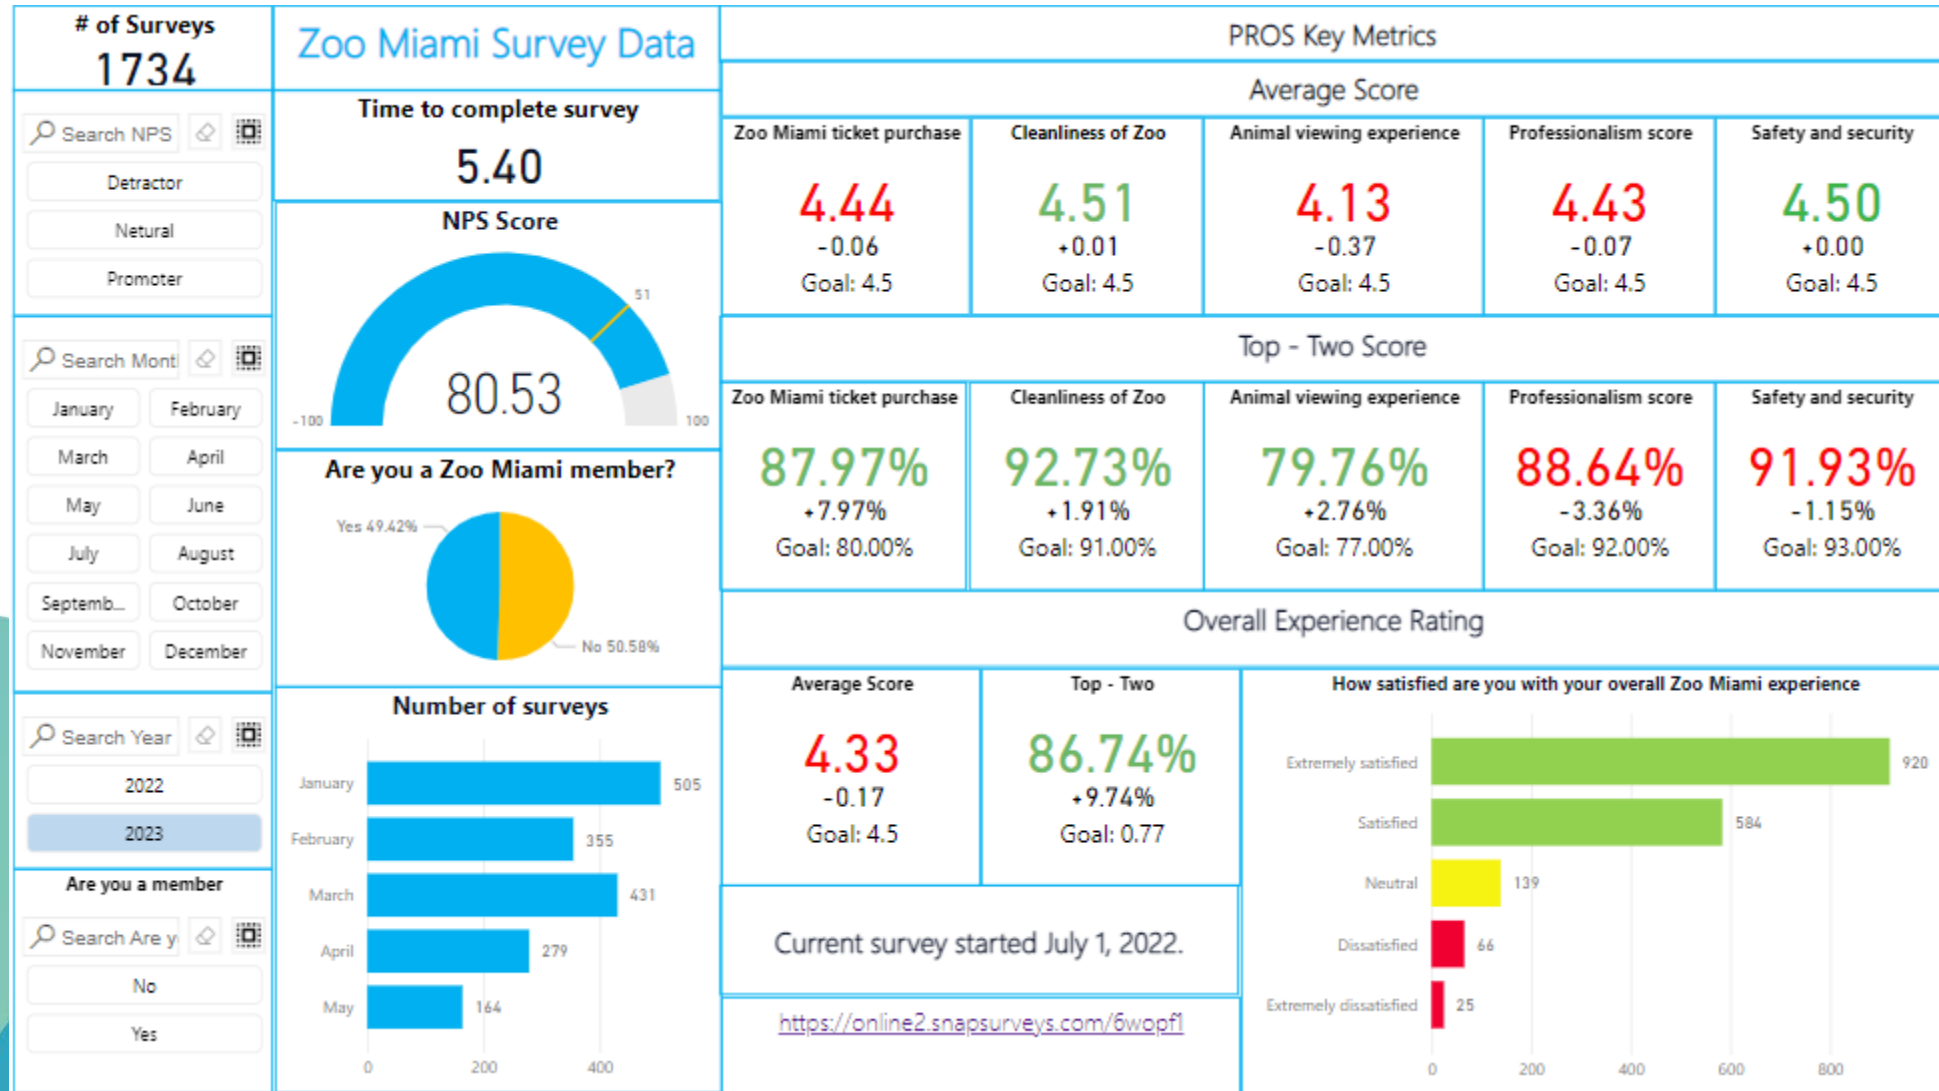 # of Surveys
1734
Search NPS
Detractor
Netural
Promoter
Search Mont
January
February
March
April
May
June
July
August
Septemb...
October
November
December
Search Year
2022
2023
Are you a member
Search Are y
No
Yes
Zoo Miami Survey Data
Time to complete survey
5.40
NPS Score
51
80.53
-100
100
Are you a Zoo Miami member?
Yes 49.42%
No 50.58%
Number of surveys
January
505
February
355
March
431
April
279
May
164
0
200
400
PROS Key Metrics
Average Score
Zoo Miami ticket purchase
4.44
-0.06
Goal: 4.5
Cleanliness of Zoo
4.51
+0.01
Goal: 4.5
Animal viewing experience
4.13
-0.37
Goal: 4.5
Professionalism score
4.43
-0.07
Goal: 4.5
Safety and security
4.50
+0.00
Goal: 4.5
Top - Two Score
Zoo Miami ticket purchase
87.97%
+7.97%
Goal: 80.00%
Cleanliness of Zoo
92.73%
+1.91%
Goal: 91.00%
Animal viewing experience
79.76%
+2.76%
Goal: 77.00%
Professionalism score
88.64%
-3.36%
Goal: 92.00%
Safety and security
91.93%
-1.15%
Goal: 93.00%
Overall Experience Rating
Average Score
4.33
-0.17
Goal: 4.5
Top - Two
86.74%
+9.74%
Goal: 0.77
Current survey started July 1, 2022.
https://online2.snapsurveys.com/6wopf1
How satisfied are you with your overall Zoo Miami experience
Extremely satisfied
920
Satisfied
584
Neutral
139
Dissatisfied
66
Extremely dissatisfied
25
0
200
400
600
800